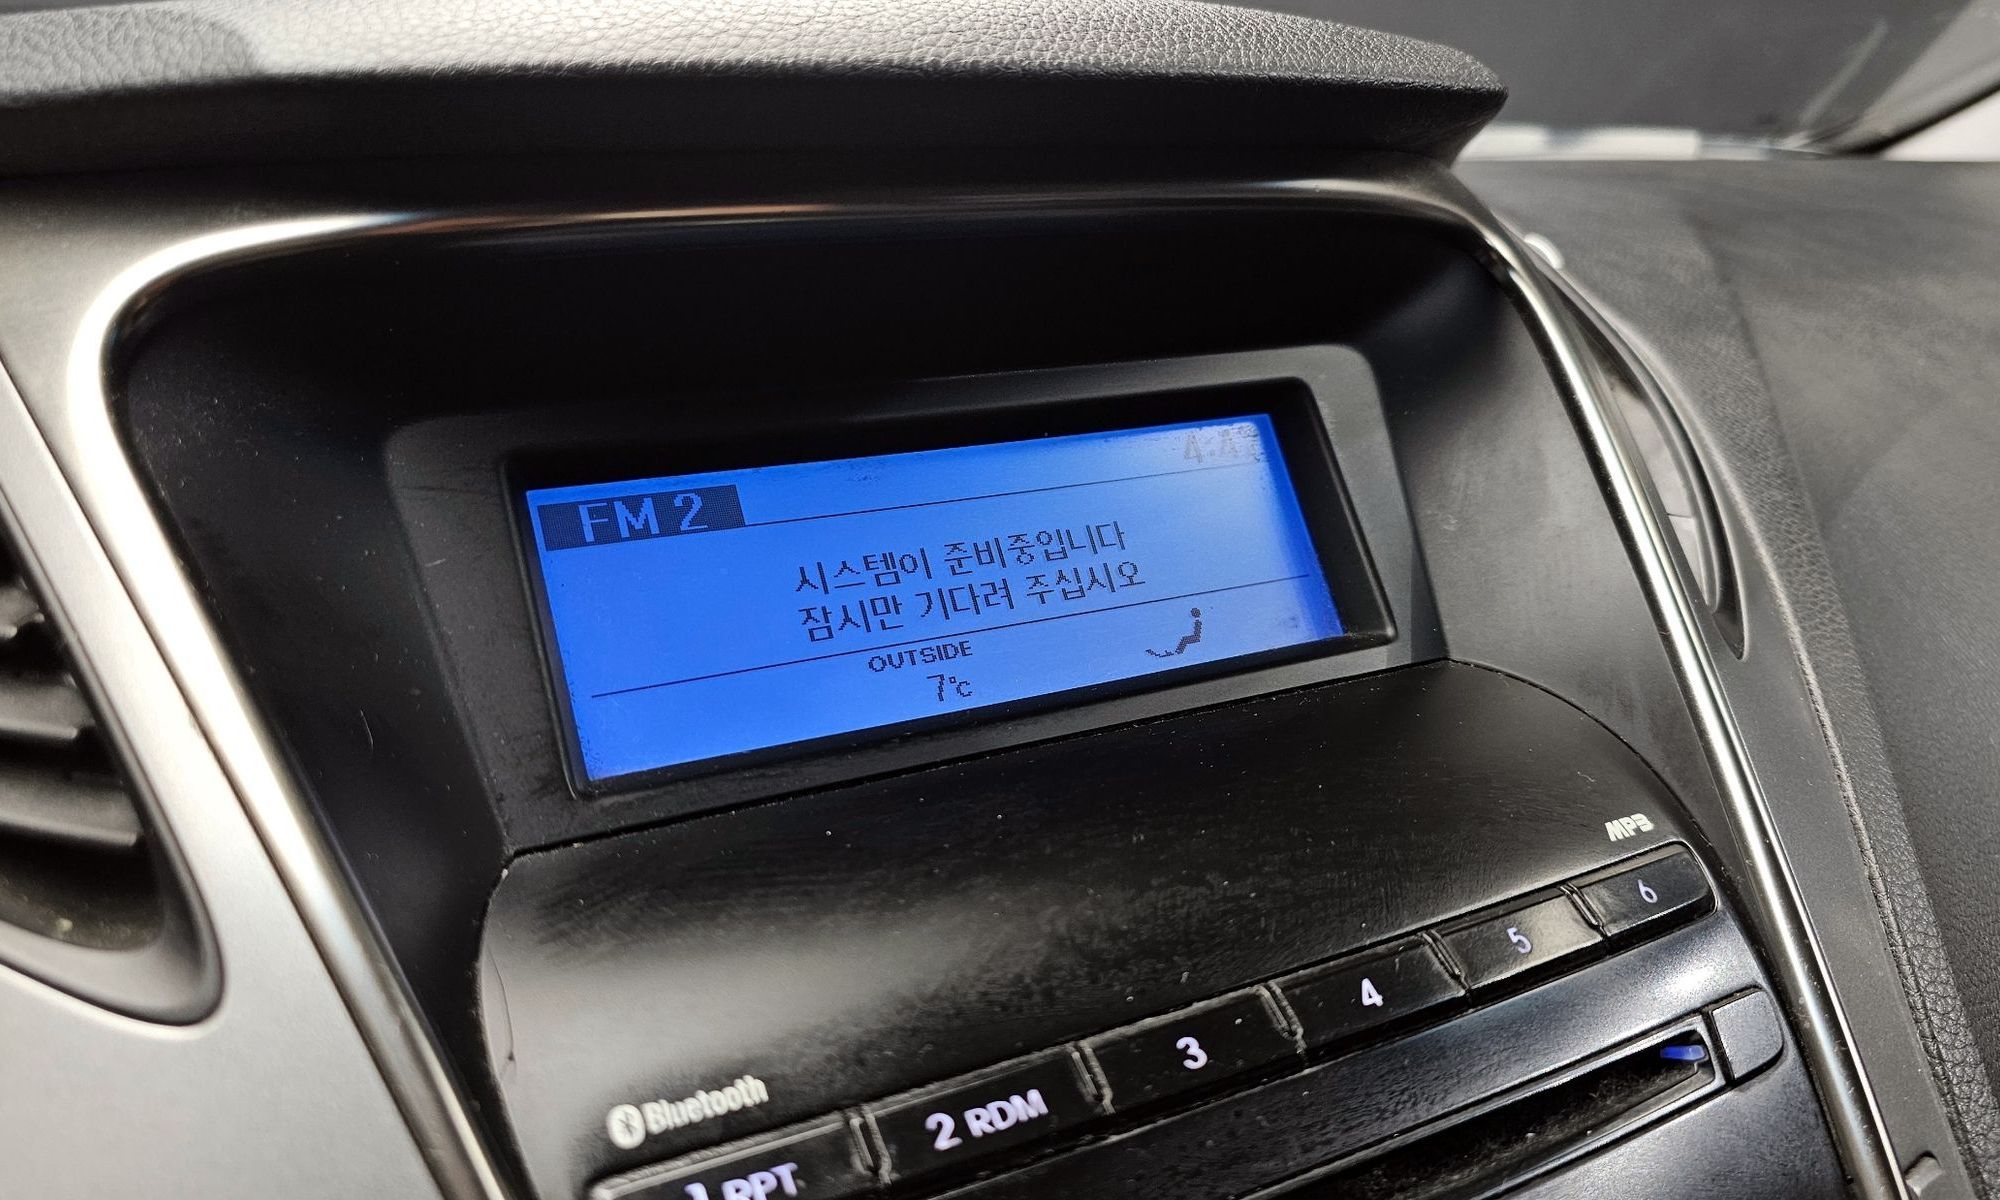 FM 2
시스템이 준비중입니다
잠시만 기다려 주십시오
OUTSIDE
7°c
MP3
Bluetooth
1 RPT
2 RDM
3
4
5
6